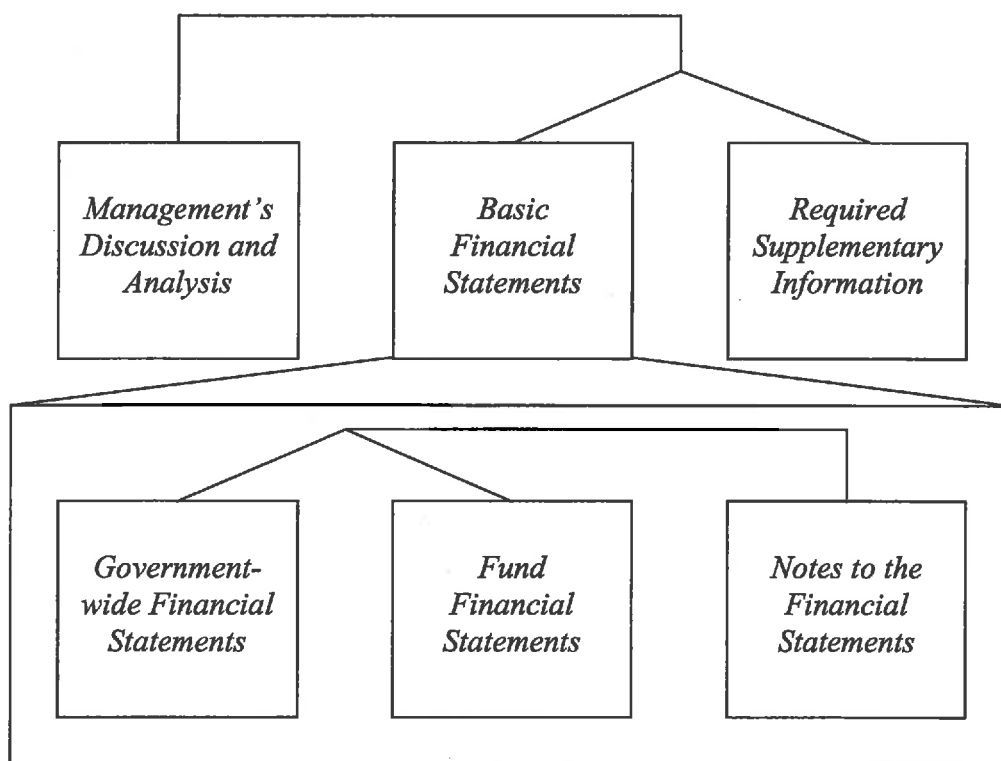 Management's
Discussion and
Analysis
Basic
Financial
Statements
Required
Supplementary
Information
Government-
wide Financial
Statements
Fund
Financial
Statements
Notes to the
Financial
Statements